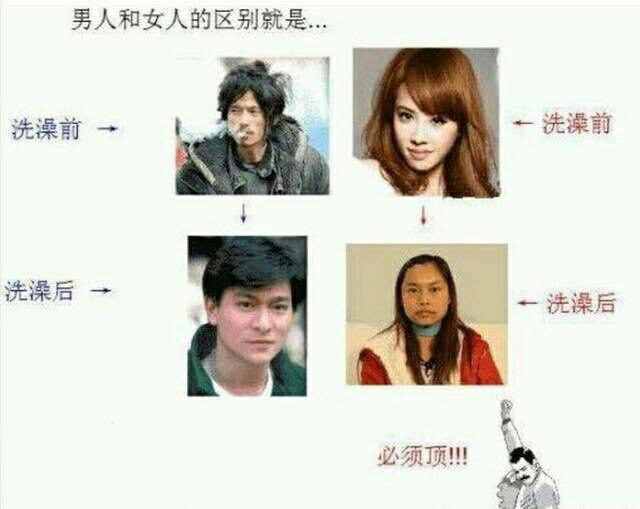 男人和女人的区别就是...
洗澡前 →
← 洗澡前
洗澡后 →
← 洗澡后
必须顶!!!